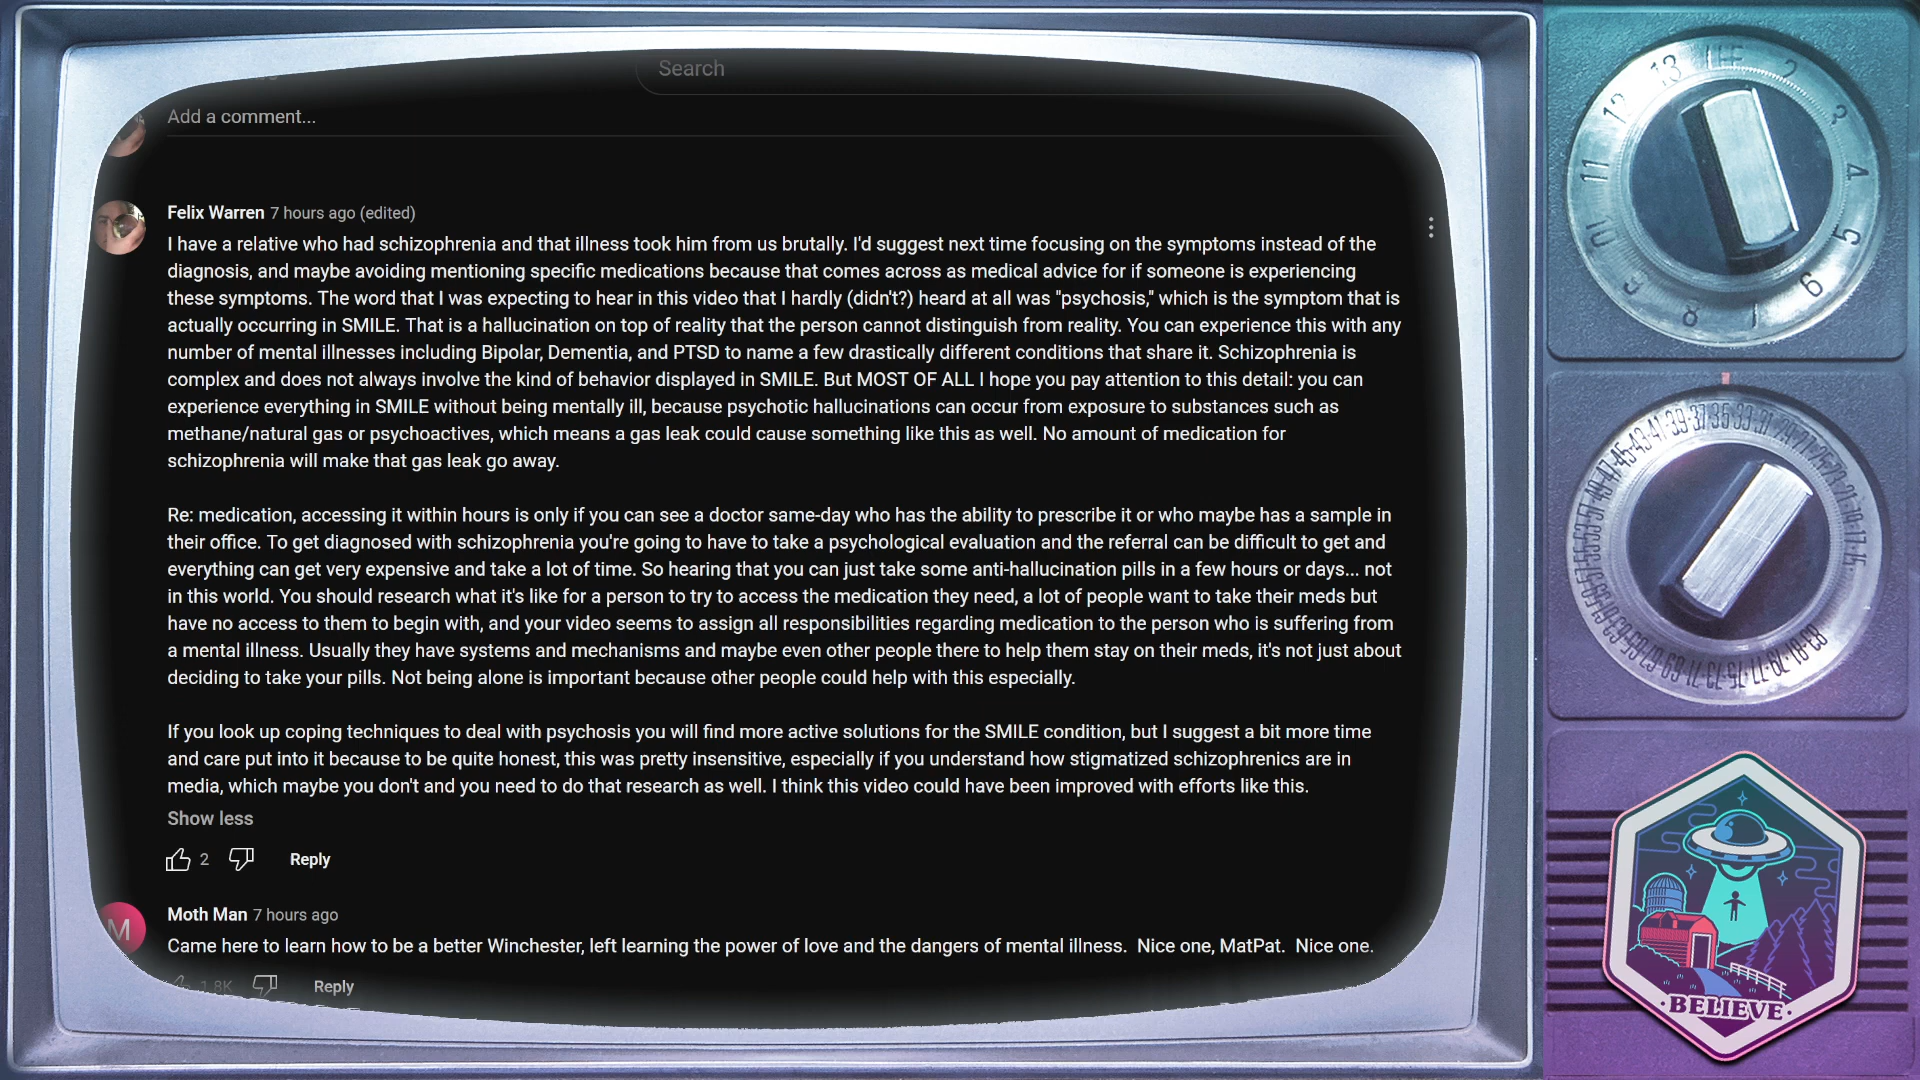 Search
Add a comment...
Felix Warren 7 hours ago (edited)
I have a relative who had schizophrenia and that illness took him from us brutally. I'd suggest next time focusing on the symptoms instead of the
diagnosis, and maybe avoiding mentioning specific medications because that comes across as medical advice for if someone is experiencing
these symptoms. The word that I was expecting to hear in this video that I hardly (didn't?) heard at all was "psychosis," which is the symptom that is
actually occurring in SMILE. That is a hallucination on top of reality that the person cannot distinguish from reality. You can experience this with any
number of mental illnesses including Bipolar, Dementia, and PTSD to name a few drastically different conditions that share it. Schizophrenia is
complex and does not always involve the kind of behavior displayed in SMILE. But MOST OF ALL I hope you pay attention to this detail: you can
experience everything in SMILE without being mentally ill, because psychotic hallucinations can occur from exposure to substances such as
methane/natural gas or psychoactives, which means a gas leak could cause something like this as well. No amount of medication for
schizophrenia will make that gas leak go away.
Re: medication, accessing it within hours is only if you can see a doctor same-day who has the ability to prescribe it or who maybe has a sample in
their office. To get diagnosed with schizophrenia you're going to have to take a psychological evaluation and the referral can be difficult to get and
everything can get very expensive and take a lot of time. So hearing that you can just take some anti-hallucination pills in a few hours or days... not
in this world. You should research what it's like for a person to try to access the medication they need, a lot of people want to take their meds but
have no access to them to begin with, and your video seems to assign all responsibilities regarding medication to the person who is suffering from
a mental illness. Usually they have systems and mechanisms and maybe even other people there to help them stay on their meds, it's not just about
deciding to take your pills. Not being alone is important because other people could help with this especially.
If you look up coping techniques to deal with psychosis you will find more active solutions for the SMILE condition, but I suggest a bit more time
and care put into it because to be quite honest, this was pretty insensitive, especially if you understand how stigmatized schizophrenics are in
media, which maybe you don't and you need to do that research as well. I think this video could have been improved with efforts like this.
Show less
2 Reply
M
Moth Man 7 hours ago
Came here to learn how to be a better Winchester, left learning the power of love and the dangers of mental illness. Nice one, MatPat. Nice one.
1.8K Reply
13 2 3 4 5 6 8 11 12
BELIEVE